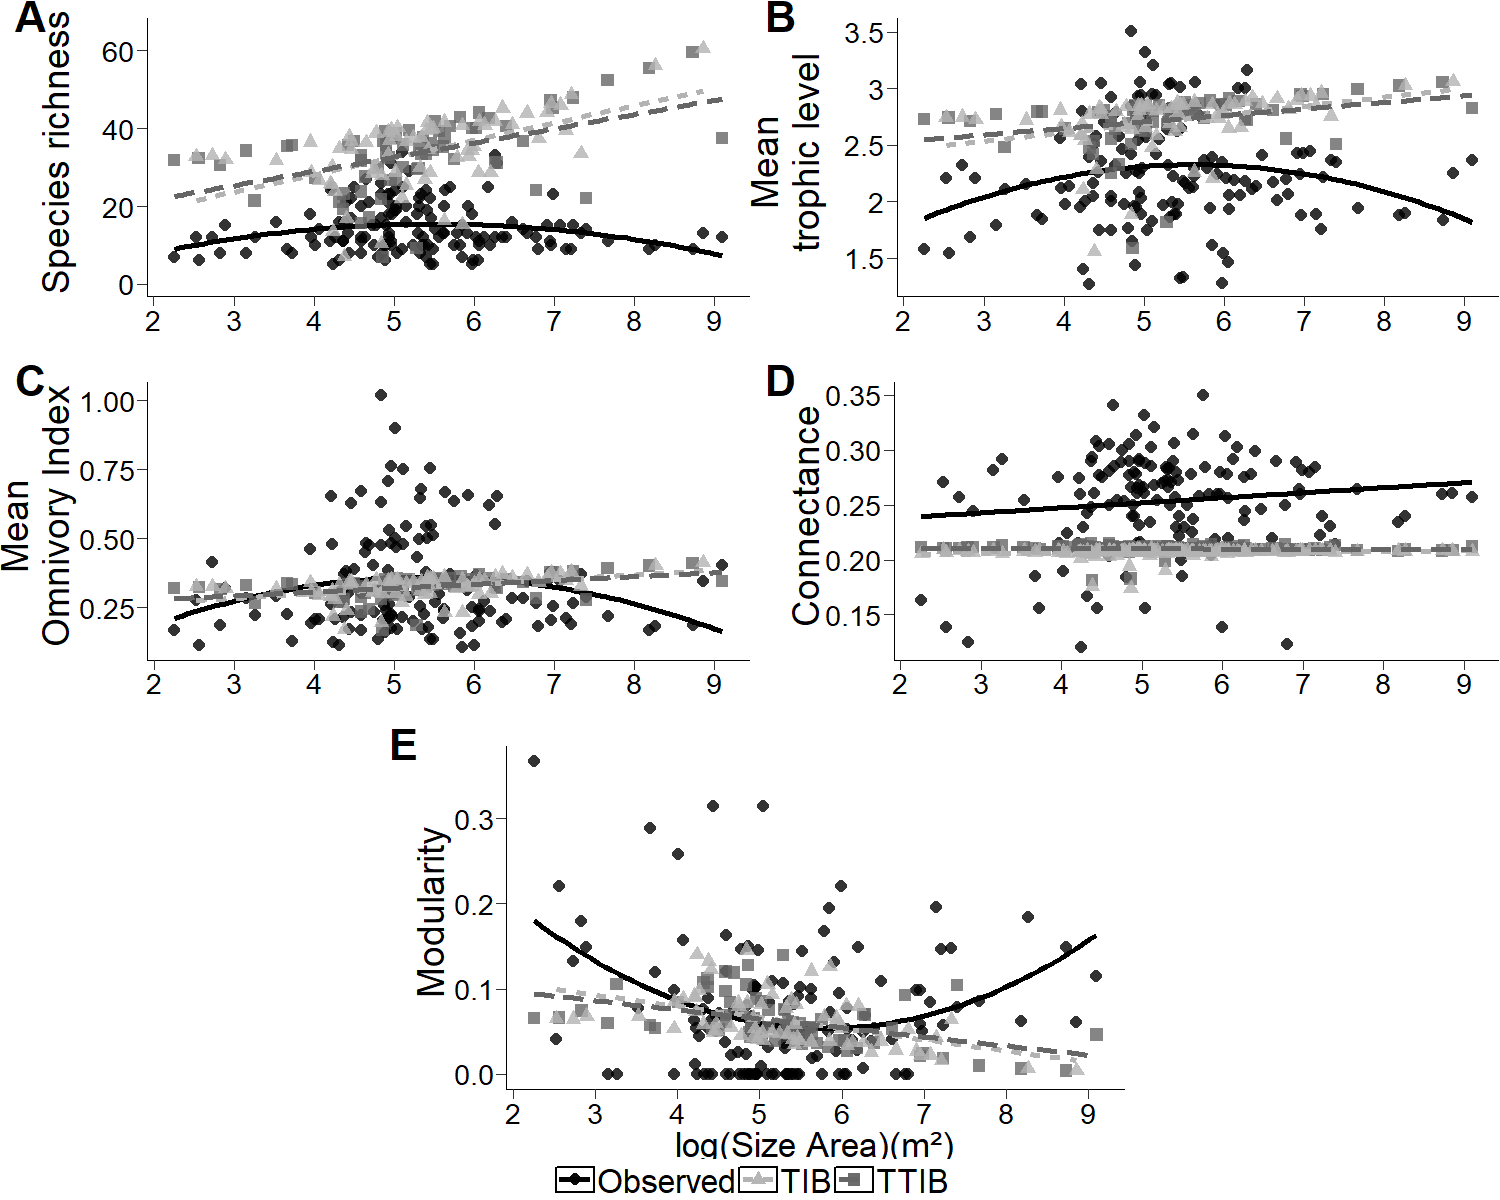 A
Species richness
60
40
20
0
2 3 4 5 6 7 8 9
B
Mean
trophic level
3.5
3
2.5
2
1.5
2 3 4 5 6 7 8 9
C
Mean
Omnivory Index
1.00
0.75
0.50
0.25
2 3 4 5 6 7 8 9
D
Connectance
0.35
0.30
0.25
0.20
0.15
2 3 4 5 6 7 8 9
E
Modularity
0.3
0.2
0.1
0.0
2 3 4 5 6 7 8 9
log(Size Area)(m²)
Observed TIB TTIB